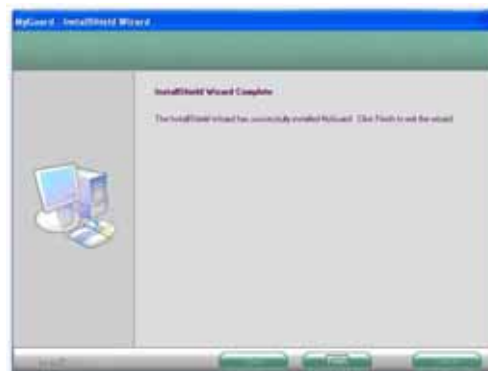 MyGuard - InstallShield Wizard
InstallShield Wizard Complete
The InstallShield Wizard has successfully installed MyGuard. Click Finish to exit the wizard.
Finish